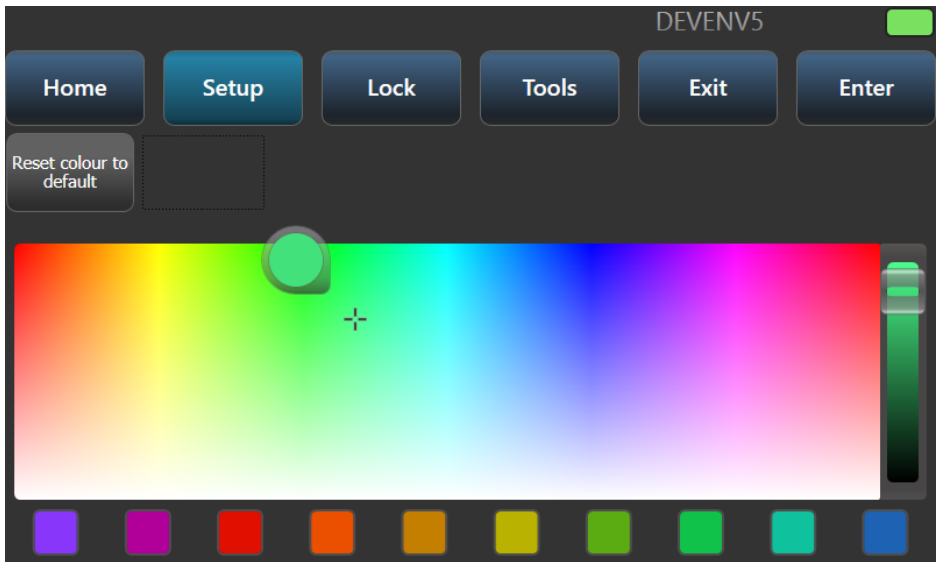 DEVENV5
Home
Setup
Lock
Tools
Exit
Enter
Reset colour to
default